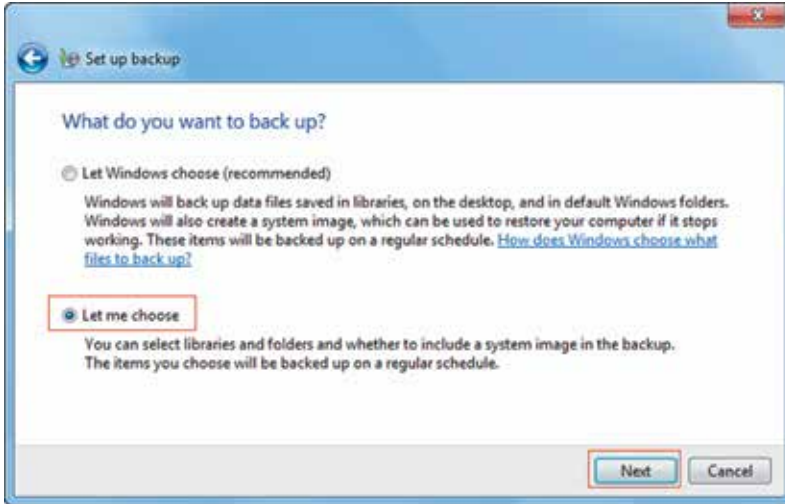 Set up backup
What do you want to back up?
Let Windows choose (recommended)
Windows will back up data files saved in libraries, on the desktop, and in default Windows folders.
Windows will also create a system image, which can be used to restore your computer if it stops
working. These items will be backed up on a regular schedule. How does Windows choose what
files to back up?
Let me choose
You can select libraries and folders and whether to include a system image in the backup.
The items you choose will be backed up on a regular schedule.
Next Cancel